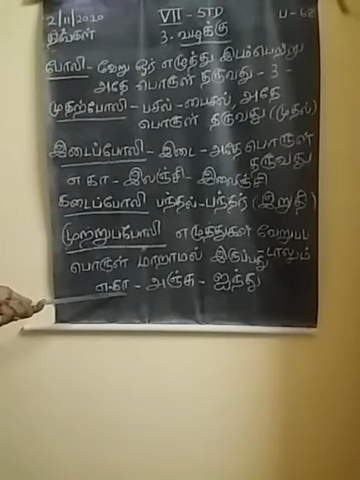 2/11/2020 VII - STD
திங்கள் 3. வடிக்கு
போலி - வேறு ஓர் எழுத்து இடம்பெற்று
அதே பொருள் தருவது - 3 -
முதற்போலி - பசல் - பைசல், அதே
பொருள் தருவது (முதல்)
இடைப்போலி - இடை - அதே பொருள்
தருவது
எ கா - இலஞ்சி - இலைஞ்சி
கடைப்போலி பந்தல் - பந்தர் (இறுதி)
முற்றுப்போலி எழுத்துகள் வேறுபட்
பொருள் மாறாமல் இருப்பது - டாலும்
எ.கா - அஞ்சு - ஐந்து